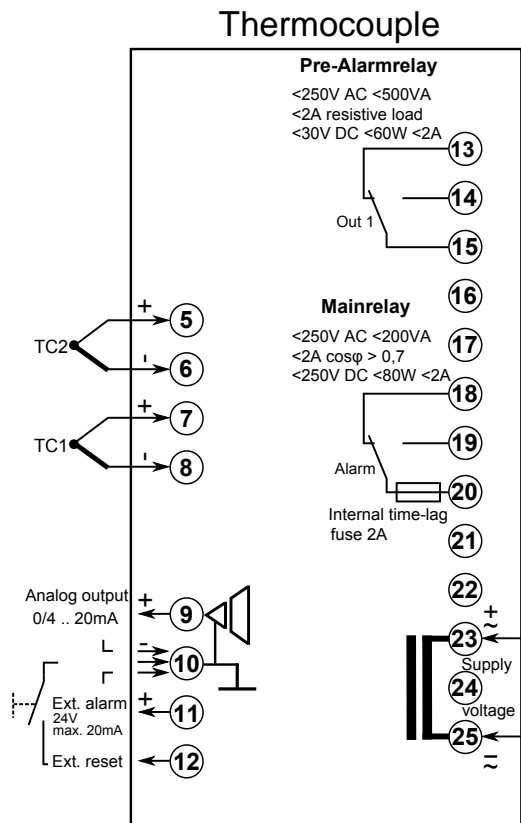 Thermocouple
Pre-Alarmrelay
<250V AC <500VA
<2A resistive load
<30V DC <60W <2A
13
14
Out 1
15
16
Mainrelay
<250V AC <200VA
<2A cosφ > 0,7
<250V DC <80W <2A
17
18
19
Alarm
20
Internal time-lag
fuse 2A
21
22
+
5
TC2
6
+
7
TC1
8
Analog output
0/4 .. 20mA
+
9
-
10
Ext. alarm
24V
max. 20mA
+
11
Ext. reset
12
+
~
23
Supply
24
voltage
25
-
~